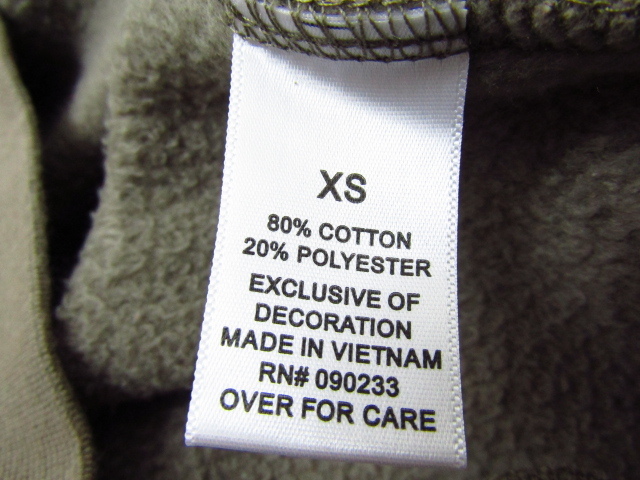 XS
80% COTTON
20% POLYESTER
EXCLUSIVE OF
DECORATION
MADE IN VIETNAM
RN# 090233
OVER FOR CARE